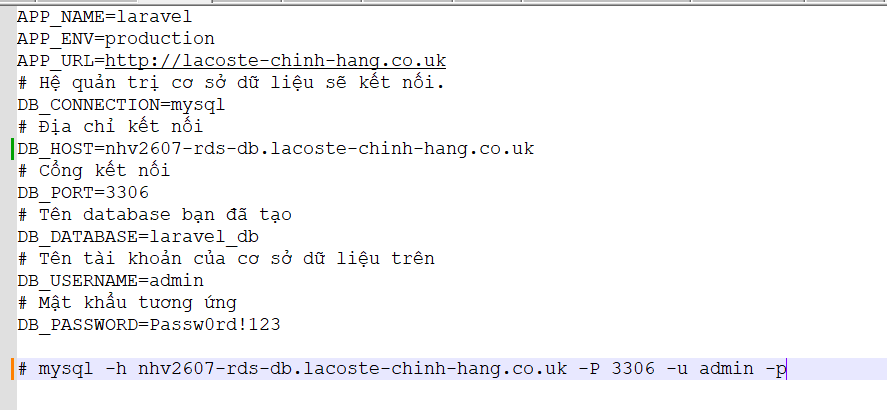 APP_NAME=laravel
APP_ENV=production
APP_URL=http://lacoste-chinh-hang.co.uk
# Hệ quản trị cơ sở dữ liệu sẽ kết nối.
DB_CONNECTION=mysql
# Địa chỉ kết nối
DB_HOST=nhv2607-rds-db.lacoste-chinh-hang.co.uk
# Cổng kết nối
DB_PORT=3306
# Tên database bạn đã tạo
DB_DATABASE=laravel_db
# Tên tài khoản của cơ sở dữ liệu trên
DB_USERNAME=admin
# Mật khẩu tương ứng
DB_PASSWORD=Passw0rd!123
# mysql -h nhv2607-rds-db.lacoste-chinh-hang.co.uk -P 3306 -u admin -p